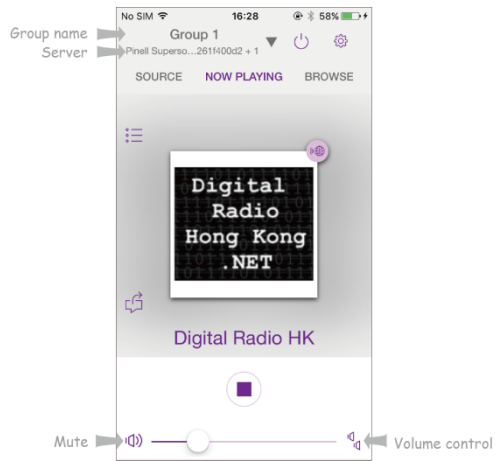 No SIM 16:28 58%
Group name
Group 1
Server
Pinell Superso...261f400d2 + 1
SOURCE NOW PLAYING BROWSE
Digital
Radio
Hong Kong
.NET
Digital Radio HK
Mute
Volume control